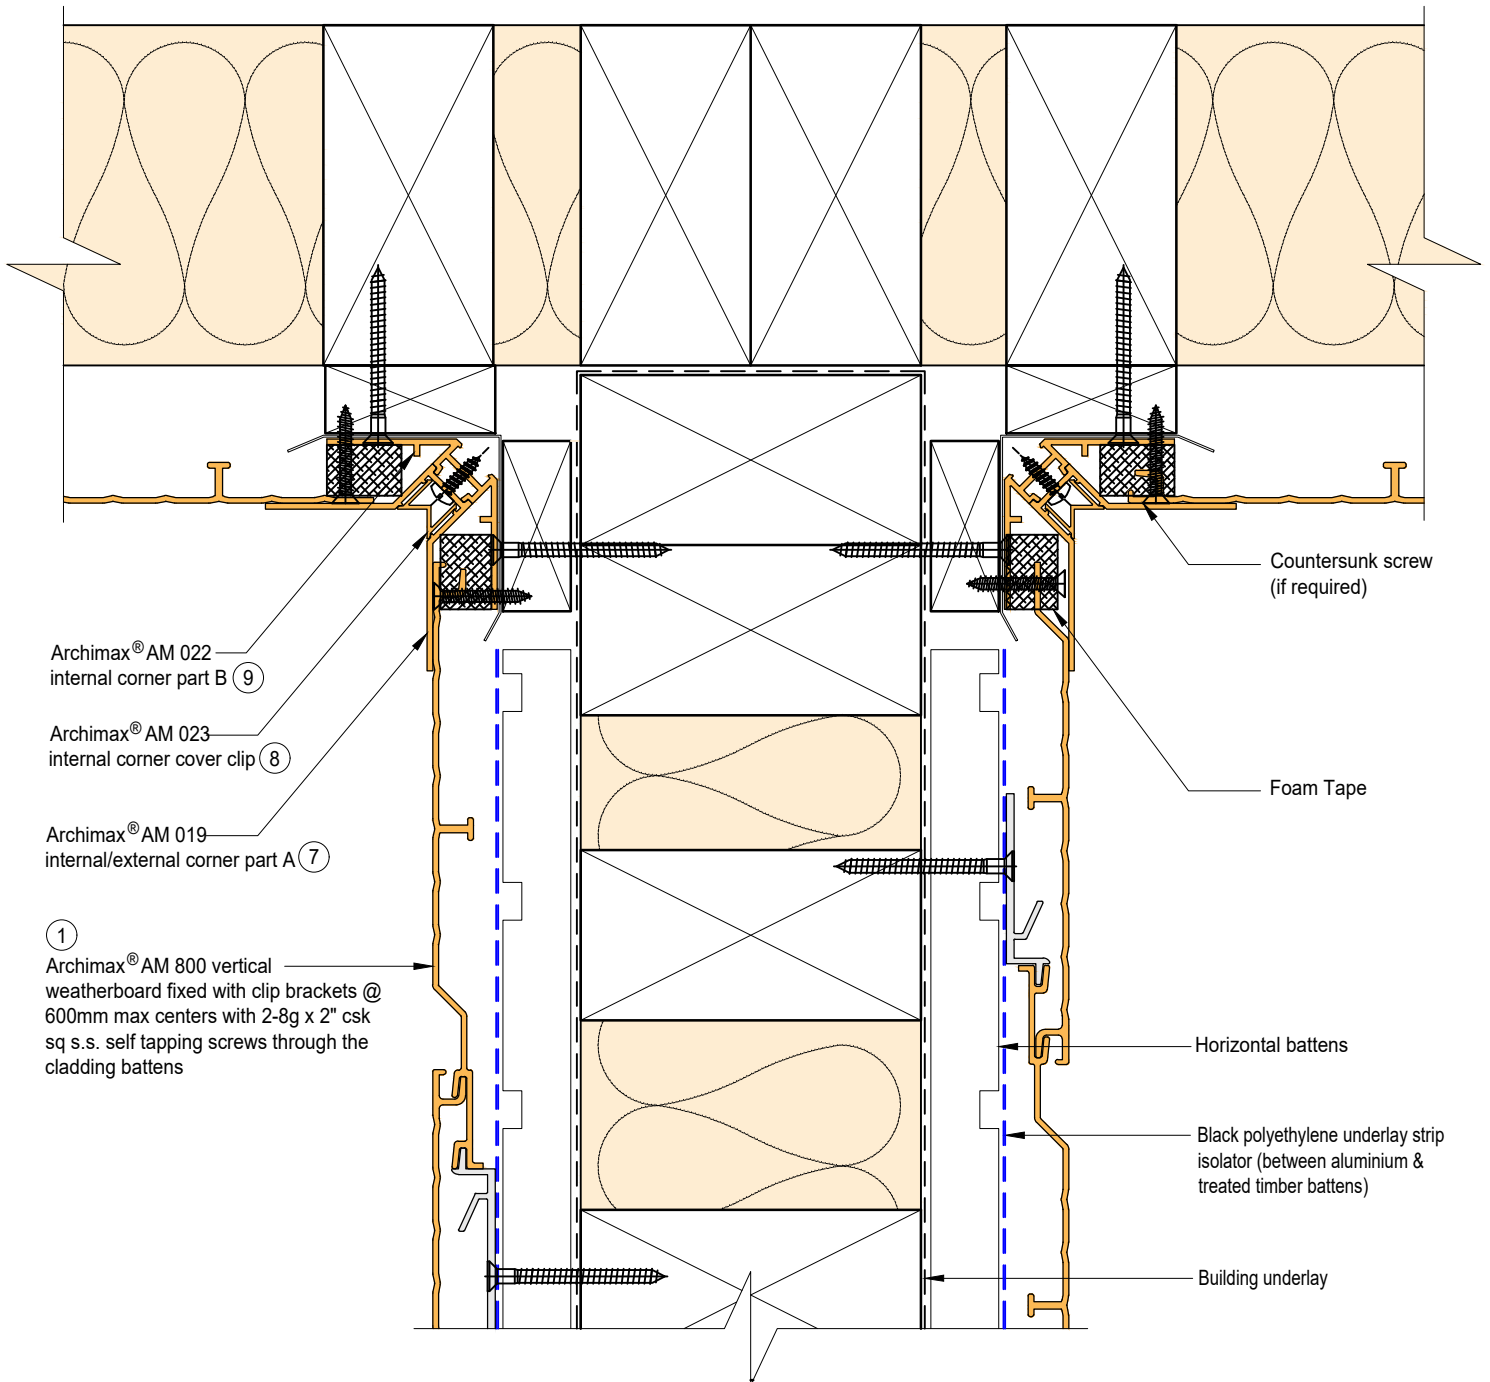 Archimax® AM 022
internal corner part B 9
Archimax® AM 023
internal corner cover clip 8
Archimax® AM 019
internal/external corner part A 7
1
Archimax® AM 800 vertical
weatherboard fixed with clip brackets @
600mm max centers with 2-8g x 2" csk
sq s.s. self tapping screws through the
cladding battens
Countersunk screw
(if required)
Foam Tape
Horizontal battens
Black polyethylene underlay strip
isolator (between aluminium &
treated timber battens)
Building underlay